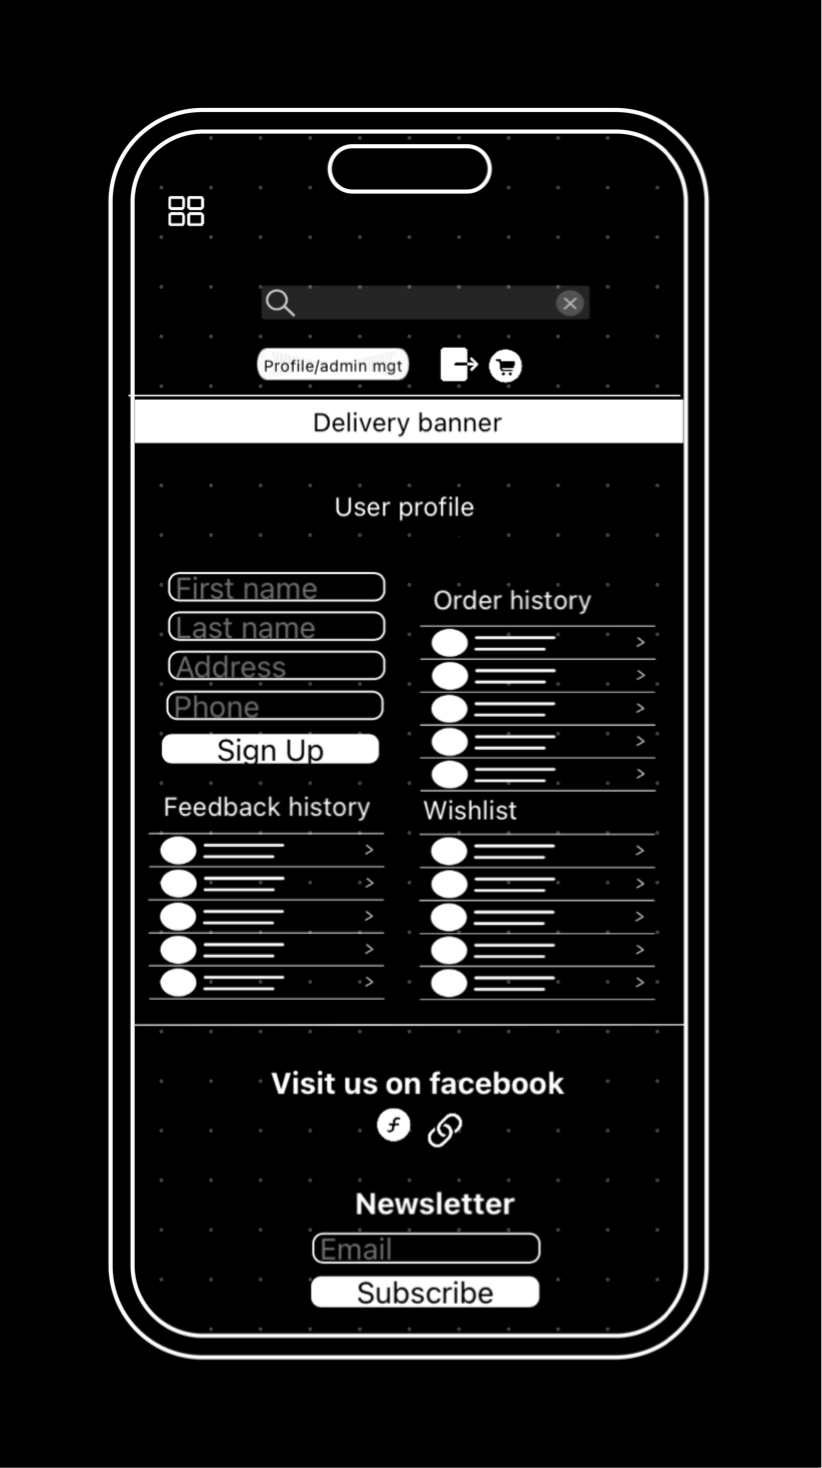 Profile/admin mgt
Delivery banner
User profile
First name
Last name
Address
Phone
Sign Up
Order history
Feedback history
Wishlist
Visit us on facebook
f
Newsletter
Email
Subscribe